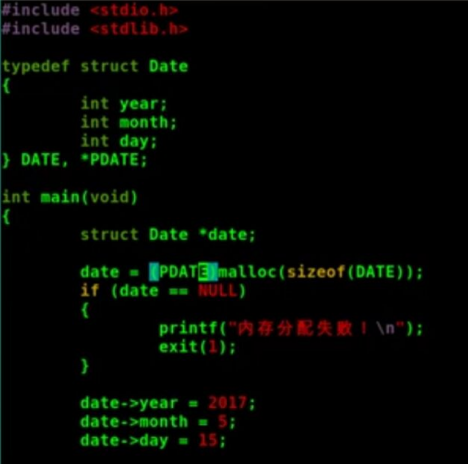 #include <stdio.h>
#include <stdlib.h>
typedef struct Date
{
int year;
int month;
int day;
} DATE, *PDATE;
int main(void)
{
struct Date *date;
date = (PDATE)malloc(sizeof(DATE));
if (date == NULL)
{
printf("内存分配失败！\n");
exit(1);
}
date->year = 2017;
date->month = 5;
date->day = 15;